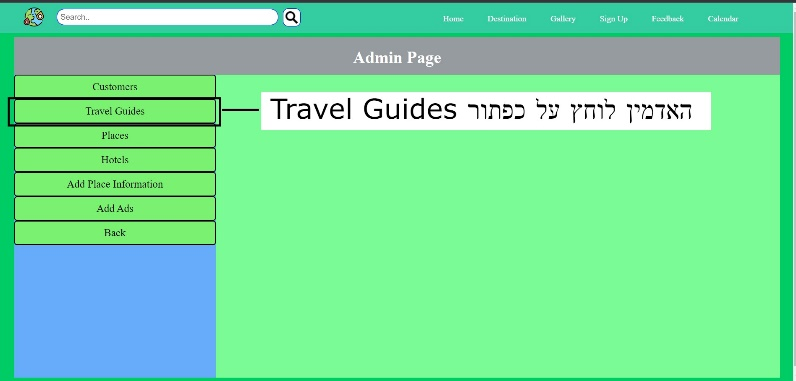 Search..
Home Destination Gallery Sign Up Feedback Calendar
Admin Page
Customers
Travel Guides
האדמין לוחץ על כפתור Travel Guides
Places
Hotels
Add Place Information
Add Ads
Back